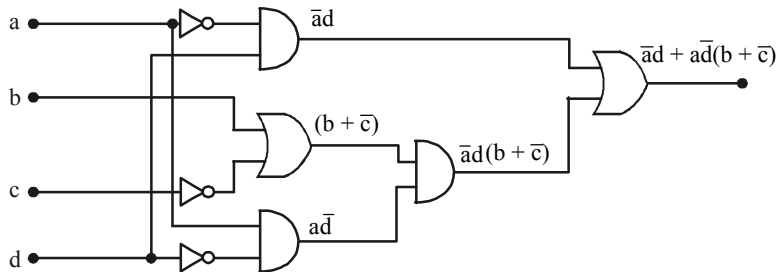 a
a̅d
a̅d + ad̅(b + c̅)
b
(b + c̅)
a̅d(b + c̅)
c
ad̅
d